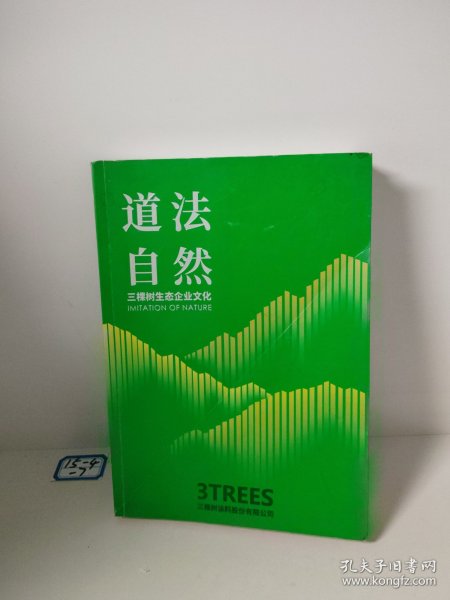 道法
自然
三棵树生态企业文化
IMITATION OF NATURE
3TREES
三棵树涂料股份有限公司
15-4
-7
孔夫子旧书网
www.kongfz.com